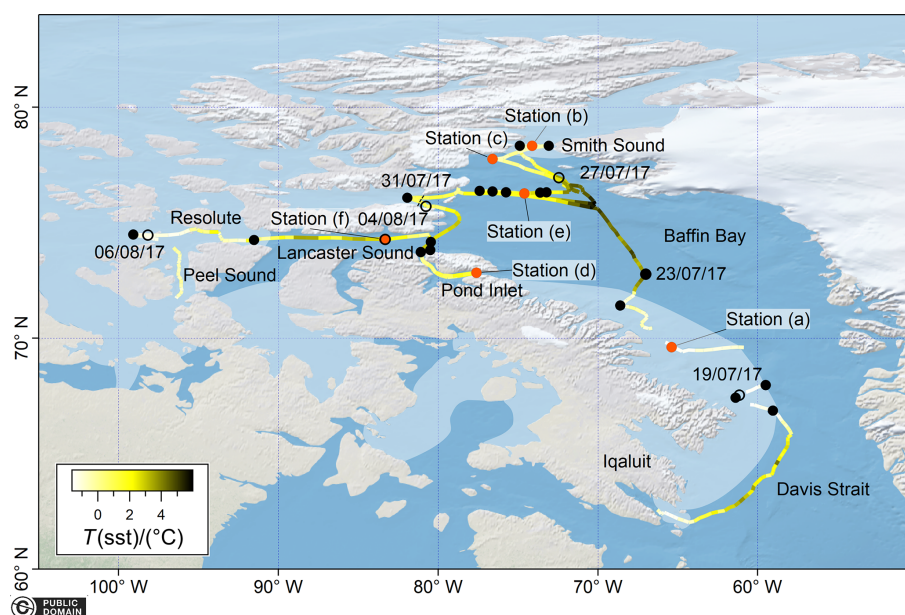 80° N
70° N
60° N
Station (b)
Station (c)
Smith Sound
27/07/17
31/07/17
Resolute
Station (f)
04/08/17
Station (e)
Baffin Bay
06/08/17
Lancaster Sound
Peel Sound
Station (d)
23/07/17
Pond Inlet
Station (a)
19/07/17
Iqaluit
Davis Strait
0 2 4
T(sst)/(°C)
-100° W
-90° W
-80° W
-70° W
-60° W
PUBLIC
DOMAIN